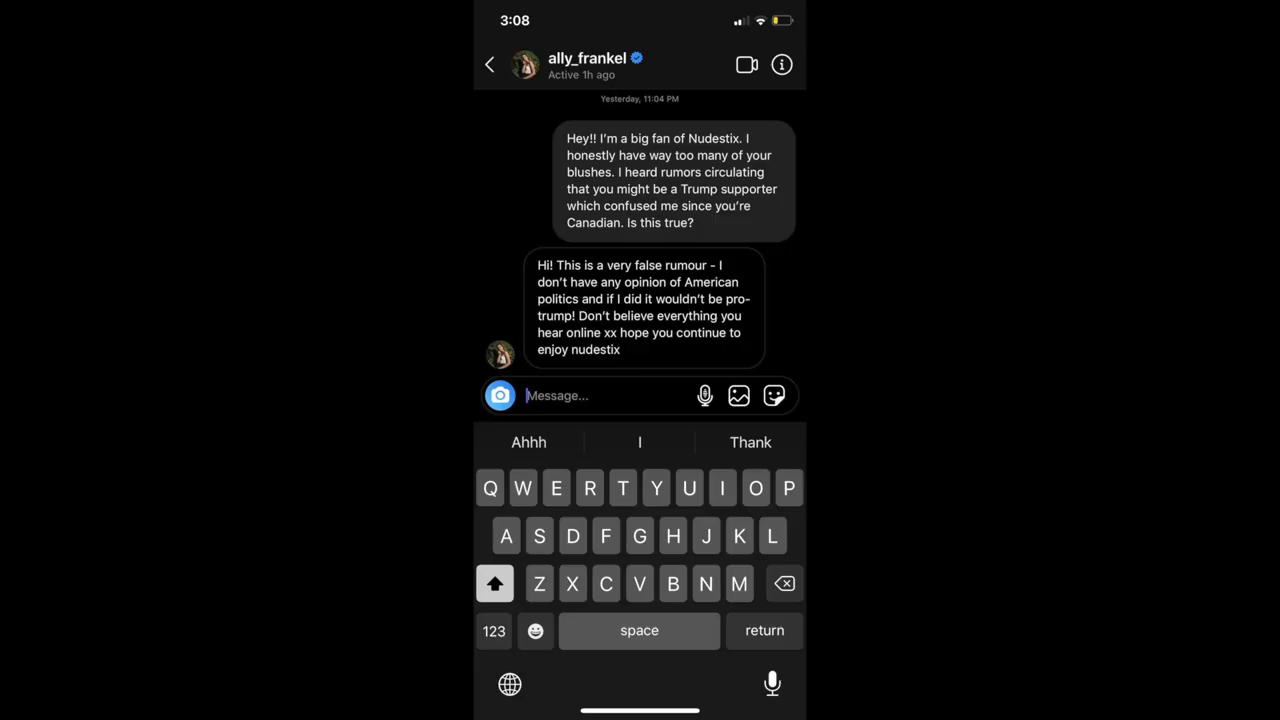 3:08
ally_frankel
Active 1h ago
Yesterday, 11:04 PM
Hey!! I'm a big fan of Nudestix. I
honestly have way too many of your
blushes. I heard rumors circulating
that you might be a Trump supporter
which confused me since you're
Canadian. Is this true?
Hi! This is a very false rumour - I
don't have any opinion of American
politics and if I did it wouldn't be pro-
trump! Don't believe everything you
hear online xx hope you continue to
enjoy nudestix
Message...
Ahhh I Thank
Q W E R T Y U I O P
A S D F G H J K L
Z X C V B N M
123 space return